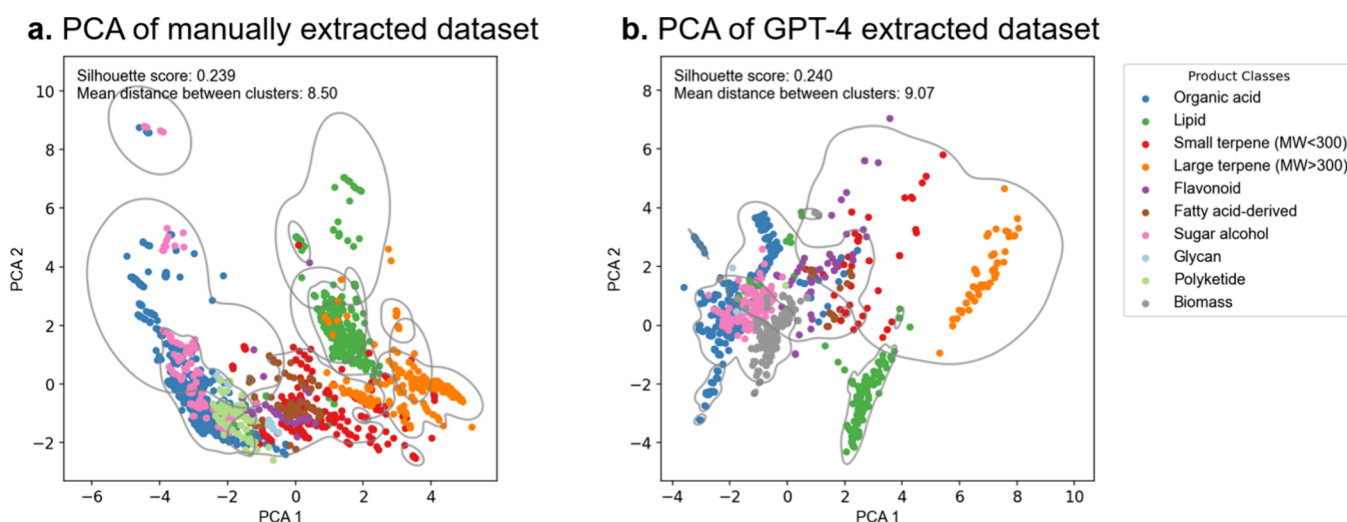 a. PCA of manually extracted dataset
Silhouette score: 0.239
Mean distance between clusters: 8.50
10
8
6
4
2
0
−2
PCA 2
−6 −4 −2 0 2 4
PCA 1
b. PCA of GPT-4 extracted dataset
Silhouette score: 0.240
Mean distance between clusters: 9.07
8
6
4
2
0
−2
−4
PCA 2
−4 −2 0 2 4 6 8 10
PCA 1
Product Classes
Organic acid
Lipid
Small terpene (MW<300)
Large terpene (MW>300)
Flavonoid
Fatty acid-derived
Sugar alcohol
Glycan
Polyketide
Biomass